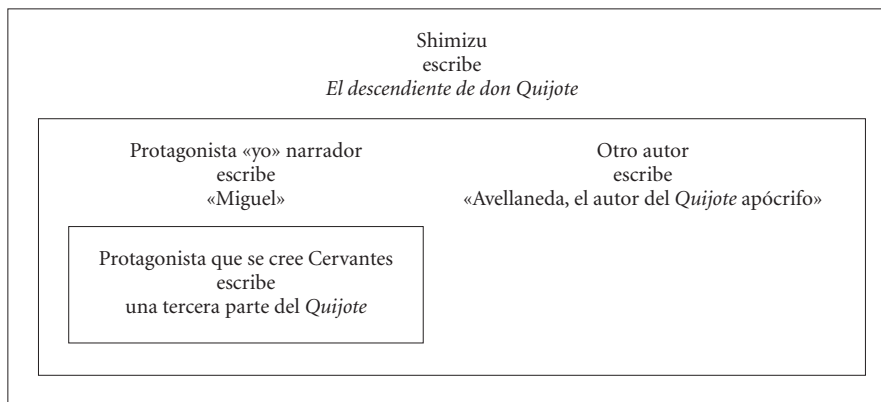 Shimizu
escribe
El descendiente de don Quijote
Protagonista «yo» narrador
escribe
«Miguel»
Otro autor
escribe
«Avellaneda, el autor del Quijote apócrifo»
Protagonista que se cree Cervantes
escribe
una tercera parte del Quijote